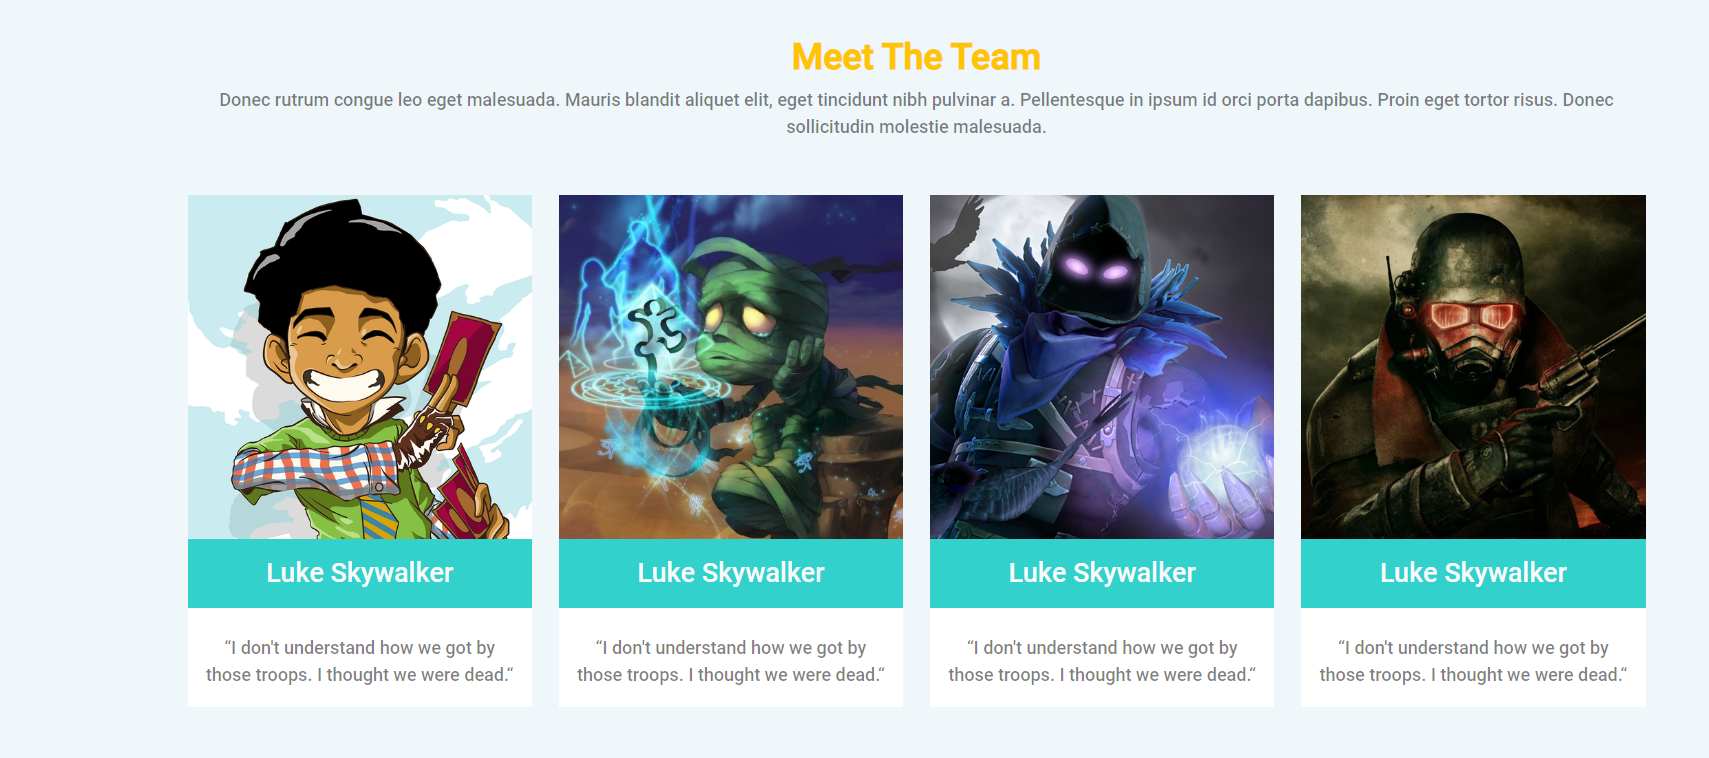 Meet The Team
Donec rutrum congue leo eget malesuada. Mauris blandit aliquet elit, eget tincidunt nibh pulvinar a. Pellentesque in ipsum id orci porta dapibus. Proin eget tortor risus. Donec
sollicitudin molestie malesuada.
Luke Skywalker
“I don't understand how we got by
those troops. I thought we were dead.“
Luke Skywalker
“I don't understand how we got by
those troops. I thought we were dead.“
Luke Skywalker
“I don't understand how we got by
those troops. I thought we were dead.“
Luke Skywalker
“I don't understand how we got by
those troops. I thought we were dead.“